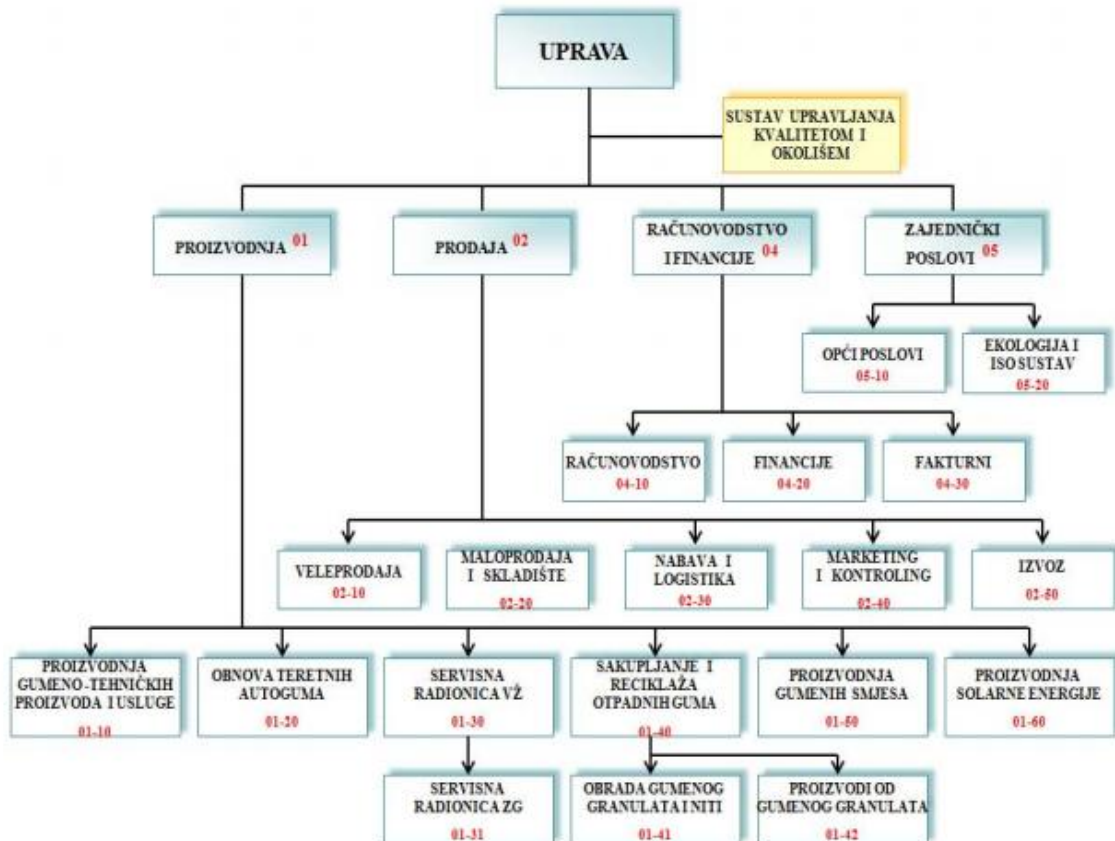 UPRAVA
SUSTAV UPRAVLJANJA
KVALITETOM I
OKOLIŠEM
PROIZVODNJA 01
PRODAJA 02
RAČUNOVODSTVO
I FINANCIJE 04
ZAJEDNIČKI
POSLOVI 05
OPĆI POSLOVI
05-10
EKOLOGIJA I
ISO SUSTAV
05-20
RAČUNOVODSTVO
04-10
FINANCIJE
04-20
FAKTURNI
04-30
VELEPRODAJA
02-10
MALOPRODAJA
I SKLADIŠTE
02-20
NABAVA I
LOGISTIKA
02-30
MARKETING
I KONTROLING
02-40
IZVOZ
02-50
PROIZVODNJA
GUMENO-TEHNIČKIH
PROIZVODA I USLUGE
01-10
OBNOVA TERETNIH
AUTOGUMA
01-20
SERVISNA
RADIONICA VŽ
01-30
SAKUPLJANJE I
RECIKLAŽA
OTPADNIH GUMA
01-40
PROIZVODNJA
GUMENIH SMJESA
01-50
PROIZVODNJA
SOLARNE ENERGIJE
01-60
SERVISNA
RADIONICA ZG
01-31
OBRADA GUMENOG
GRANULATA I NITI
01-41
PROIZVODI OD
GUMENOG GRANULATA
01-42